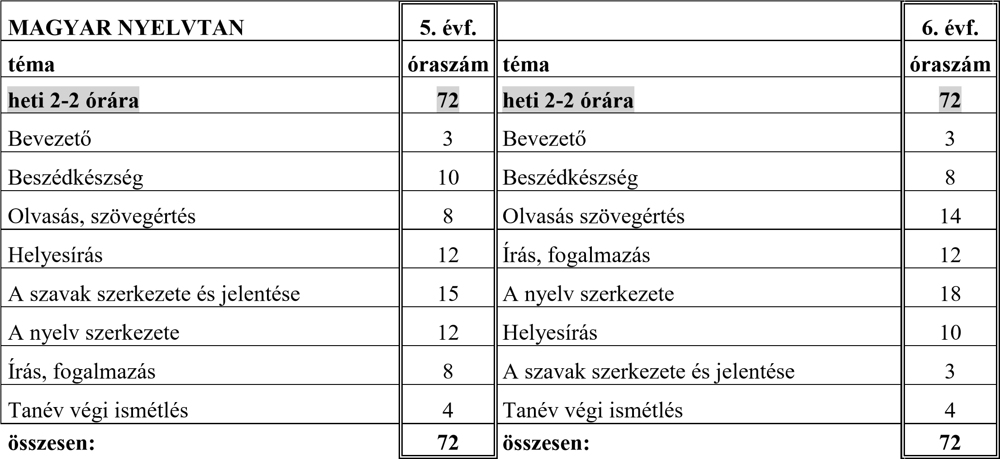 MAGYAR NYELVTAN 5. évf. 6. évf.
téma óraszám téma óraszám
heti 2-2 órára 72 heti 2-2 órára 72
Bevezető 3 Bevezető 3
Beszédkészség 10 Beszédkészség 8
Olvasás, szövegértés 8 Olvasás szövegértés 14
Helyesírás 12 Írás, fogalmazás 12
A szavak szerkezete és jelentése 15 A nyelv szerkezete 18
A nyelv szerkezete 12 Helyesírás 10
Írás, fogalmazás 8 A szavak szerkezete és jelentése 3
Tanév végi ismétlés 4 Tanév végi ismétlés 4
összesen: 72 összesen: 72